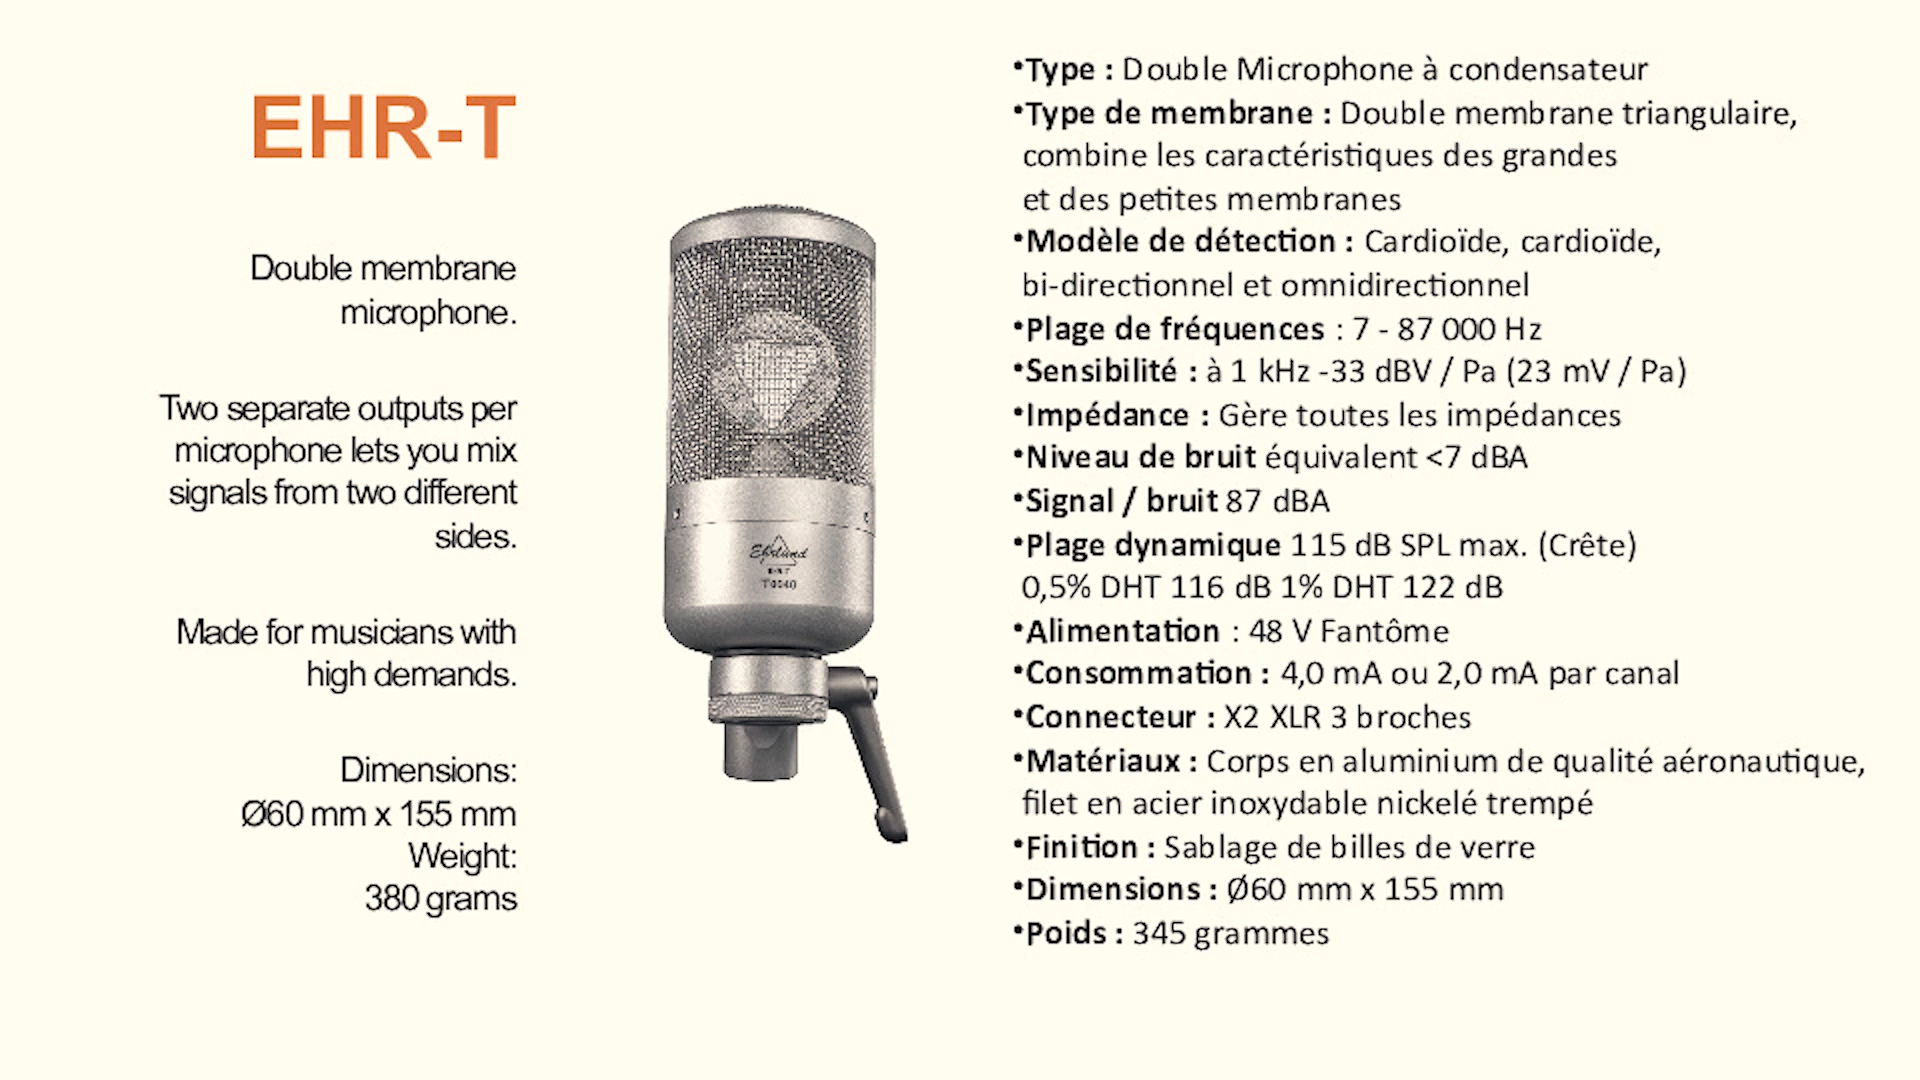 EHR-T
Double membrane
microphone.
Two separate outputs per
microphone lets you mix
signals from two different
sides.
Made for musicians with
high demands.
Dimensions:
Ø60 mm x 155 mm
Weight:
380 grams
Ehrlund
EHR-T
T0040
•Type : Double Microphone à condensateur
•Type de membrane : Double membrane triangulaire,
combine les caractéristiques des grandes
et des petites membranes
•Modèle de détection : Cardioïde, cardioïde,
bi-directionnel et omnidirectionnel
•Plage de fréquences : 7 - 87 000 Hz
•Sensibilité : à 1 kHz -33 dBV / Pa (23 mV / Pa)
•Impédance : Gère toutes les impédances
•Niveau de bruit équivalent <7 dBA
•Signal / bruit 87 dBA
•Plage dynamique 115 dB SPL max. (Crête)
0,5% DHT 116 dB 1% DHT 122 dB
•Alimentation : 48 V Fantôme
•Consommation : 4,0 mA ou 2,0 mA par canal
•Connecteur : X2 XLR 3 broches
•Matériaux : Corps en aluminium de qualité aéronautique,
filet en acier inoxydable nickelé trempé
•Finition : Sablage de billes de verre
•Dimensions : Ø60 mm x 155 mm
•Poids : 345 grammes